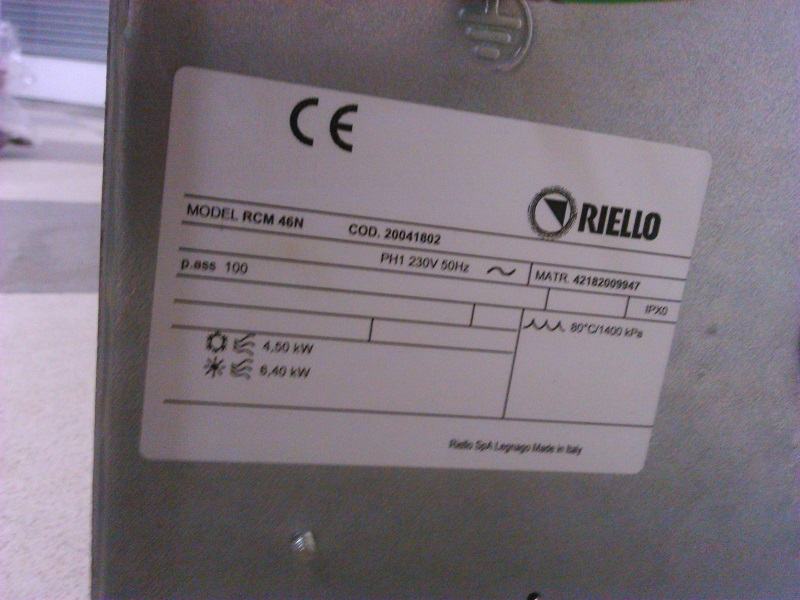 CE
RIELLO
MODEL RCM 46N COD. 20041802
PH1 230V 50Hz
MATR. 42182009947
p.ass 100
IPX0
80°C/1400 kPa
4,50 kW
6,40 kW
Riello SpA Legnago Made in Italy